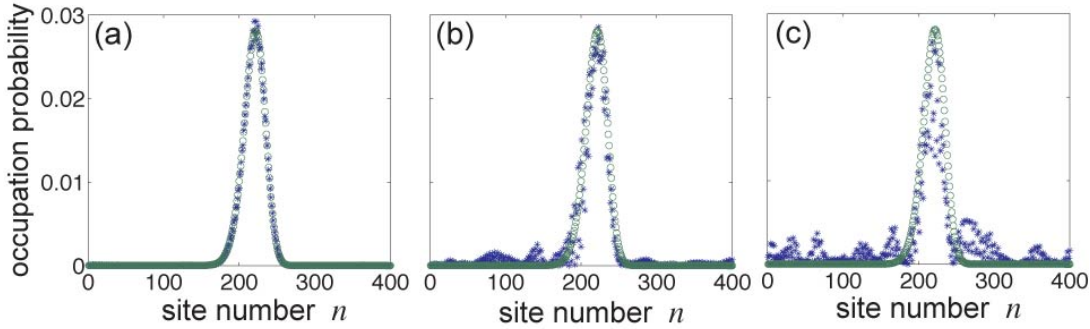 (a) (b) (c)
occupation probability
0.03
0.02
0.01
0
0 100 200 300 400 0 100 200 300 400 0 100 200 300 400
site number n site number n site number n